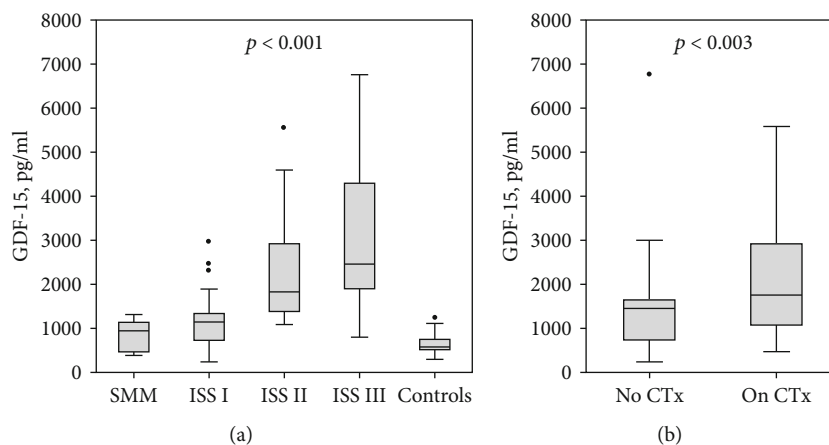 8000
7000
6000
5000
4000
3000
2000
1000
0
GDF-15, pg/ml
p < 0.001
SMM ISS I ISS II ISS III Controls
(a)
8000
7000
6000
5000
4000
3000
2000
1000
0
GDF-15, pg/ml
p < 0.003
No CTx On CTx
(b)